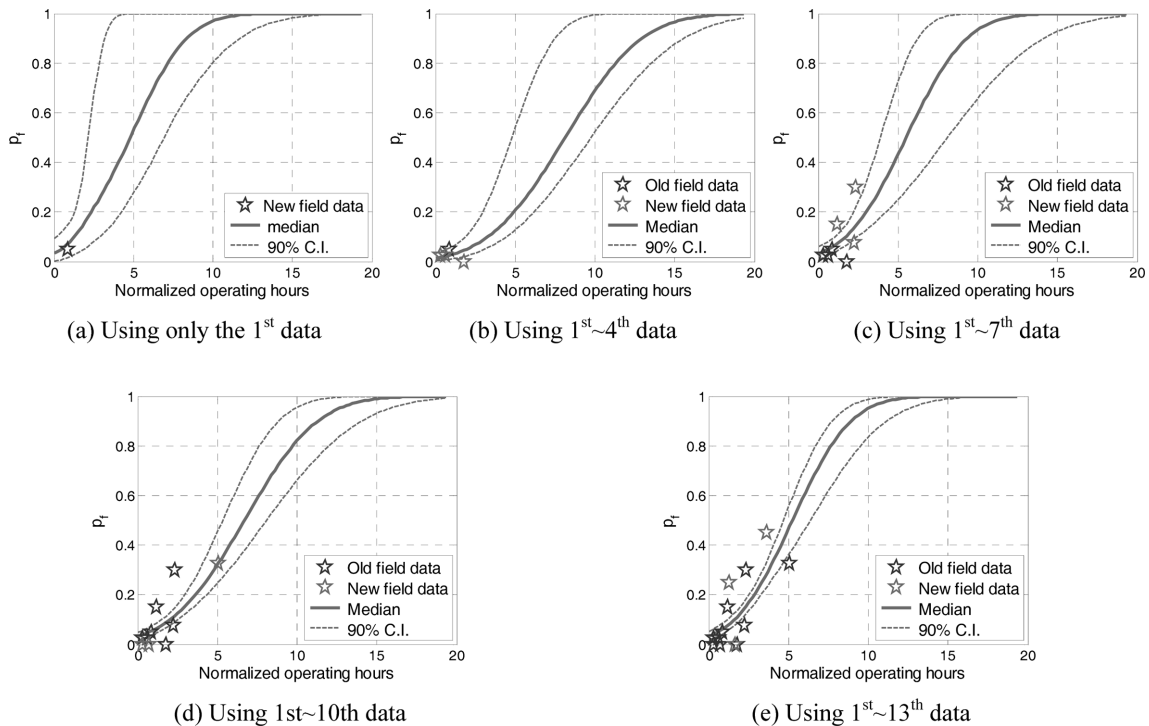 1
0.8
0.6
0.4
0.2
0
p_f
0 5 10 15 20
Normalized operating hours
New field data
median
90% C.I.
(a) Using only the 1st data
1
0.8
0.6
0.4
0.2
0
p_f
0 5 10 15 20
Normalized operating hours
Old field data
New field data
Median
90% C.I.
(b) Using 1st~4th data
1
0.8
0.6
0.4
0.2
0
p_f
0 5 10 15 20
Normalized operating hours
Old field data
New field data
Median
90% C.I.
(c) Using 1st~7th data
1
0.8
0.6
0.4
0.2
0
p_f
0 5 10 15 20
Normalized operating hours
Old field data
New field data
Median
90% C.I.
(d) Using 1st~10th data
1
0.8
0.6
0.4
0.2
0
p_f
0 5 10 15 20
Normalized operating hours
Old field data
New field data
Median
90% C.I.
(e) Using 1st~13th data